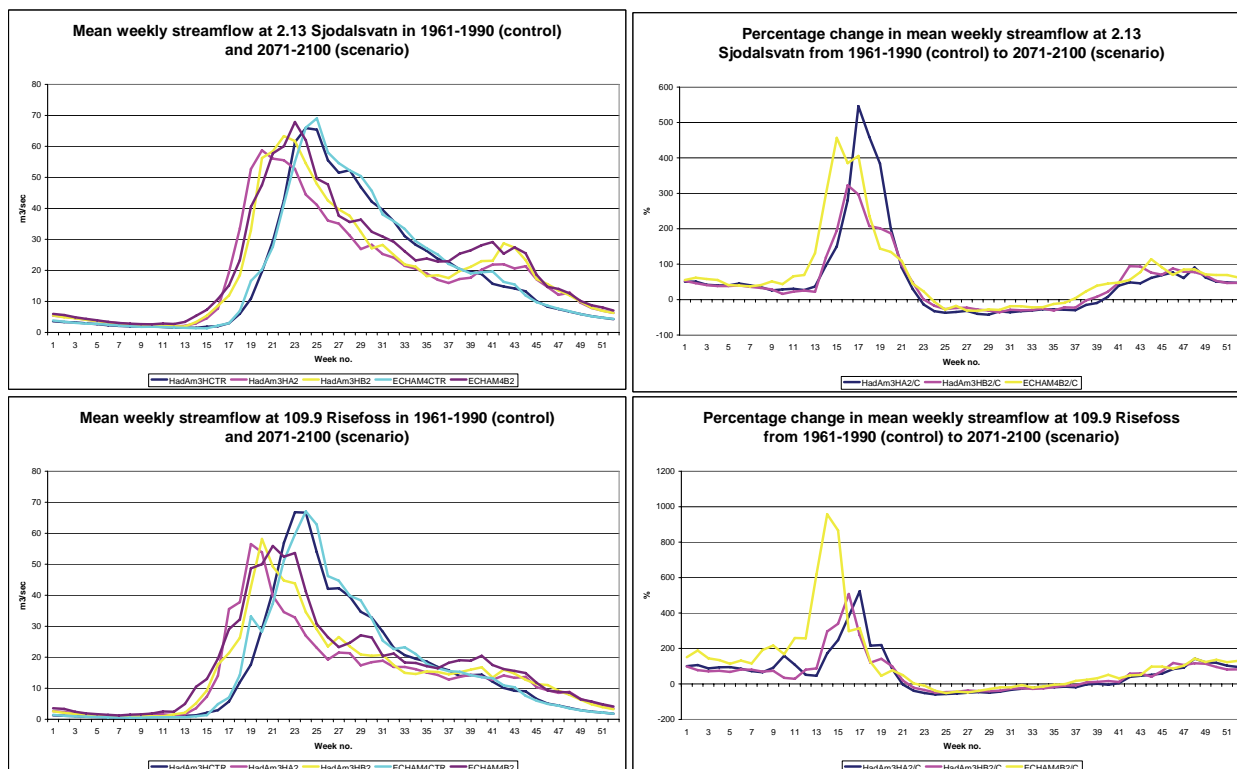 Mean weekly streamflow at 2.13 Sjodalsvatn in 1961-1990 (control)
and 2071-2100 (scenario)
80
70
60
50
40
30
20
10
0
m3/sec
1 3 5 7 9 11 13 15 17 19 21 23 25 27 29 31 33 35 37 39 41 43 45 47 49 51
Week no.
HadAm3HCTR HadAm3HA2 HadAm3HB2 ECHAM4CTR ECHAM4B2
Percentage change in mean weekly streamflow at 2.13
Sjodalsvatn from 1961-1990 (control) to 2071-2100 (scenario)
600
500
400
300
200
100
0
-100
%
1 3 5 7 9 11 13 15 17 19 21 23 25 27 29 31 33 35 37 39 41 43 45 47 49 51
Week no.
HadAm3HA2/C HadAm3HB2/C ECHAM4B2/C
Mean weekly streamflow at 109.9 Risefoss in 1961-1990 (control)
and 2071-2100 (scenario)
80
70
60
50
40
30
20
10
0
m3/sec
1 3 5 7 9 11 13 15 17 19 21 23 25 27 29 31 33 35 37 39 41 43 45 47 49 51
Week no.
HadAm3HCTR HadAm3HA2 HadAm3HB2 ECHAM4CTR ECHAM4B2
Percentage change in mean weekly streamflow at 109.9 Risefoss
from 1961-1990 (control) to 2071-2100 (scenario)
1200
1000
800
600
400
200
0
-200
%
1 3 5 7 9 11 13 15 17 19 21 23 25 27 29 31 33 35 37 39 41 43 45 47 49 51
Week no.
HadAm3HA2/C HadAm3HB2/C ECHAM4B2/C